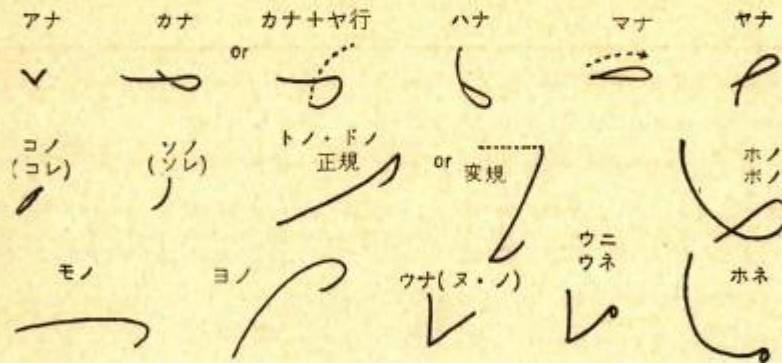 アナ カナ カナ+ヤ行 ハナ マナ ヤナ
or
コノ ソノ トノ・ドノ or ホノ
(コレ) (ソレ) 正規 変規 ボノ
モノ ヨノ ウナ(ヌ・ノ) ウニ ホネ
ウネ